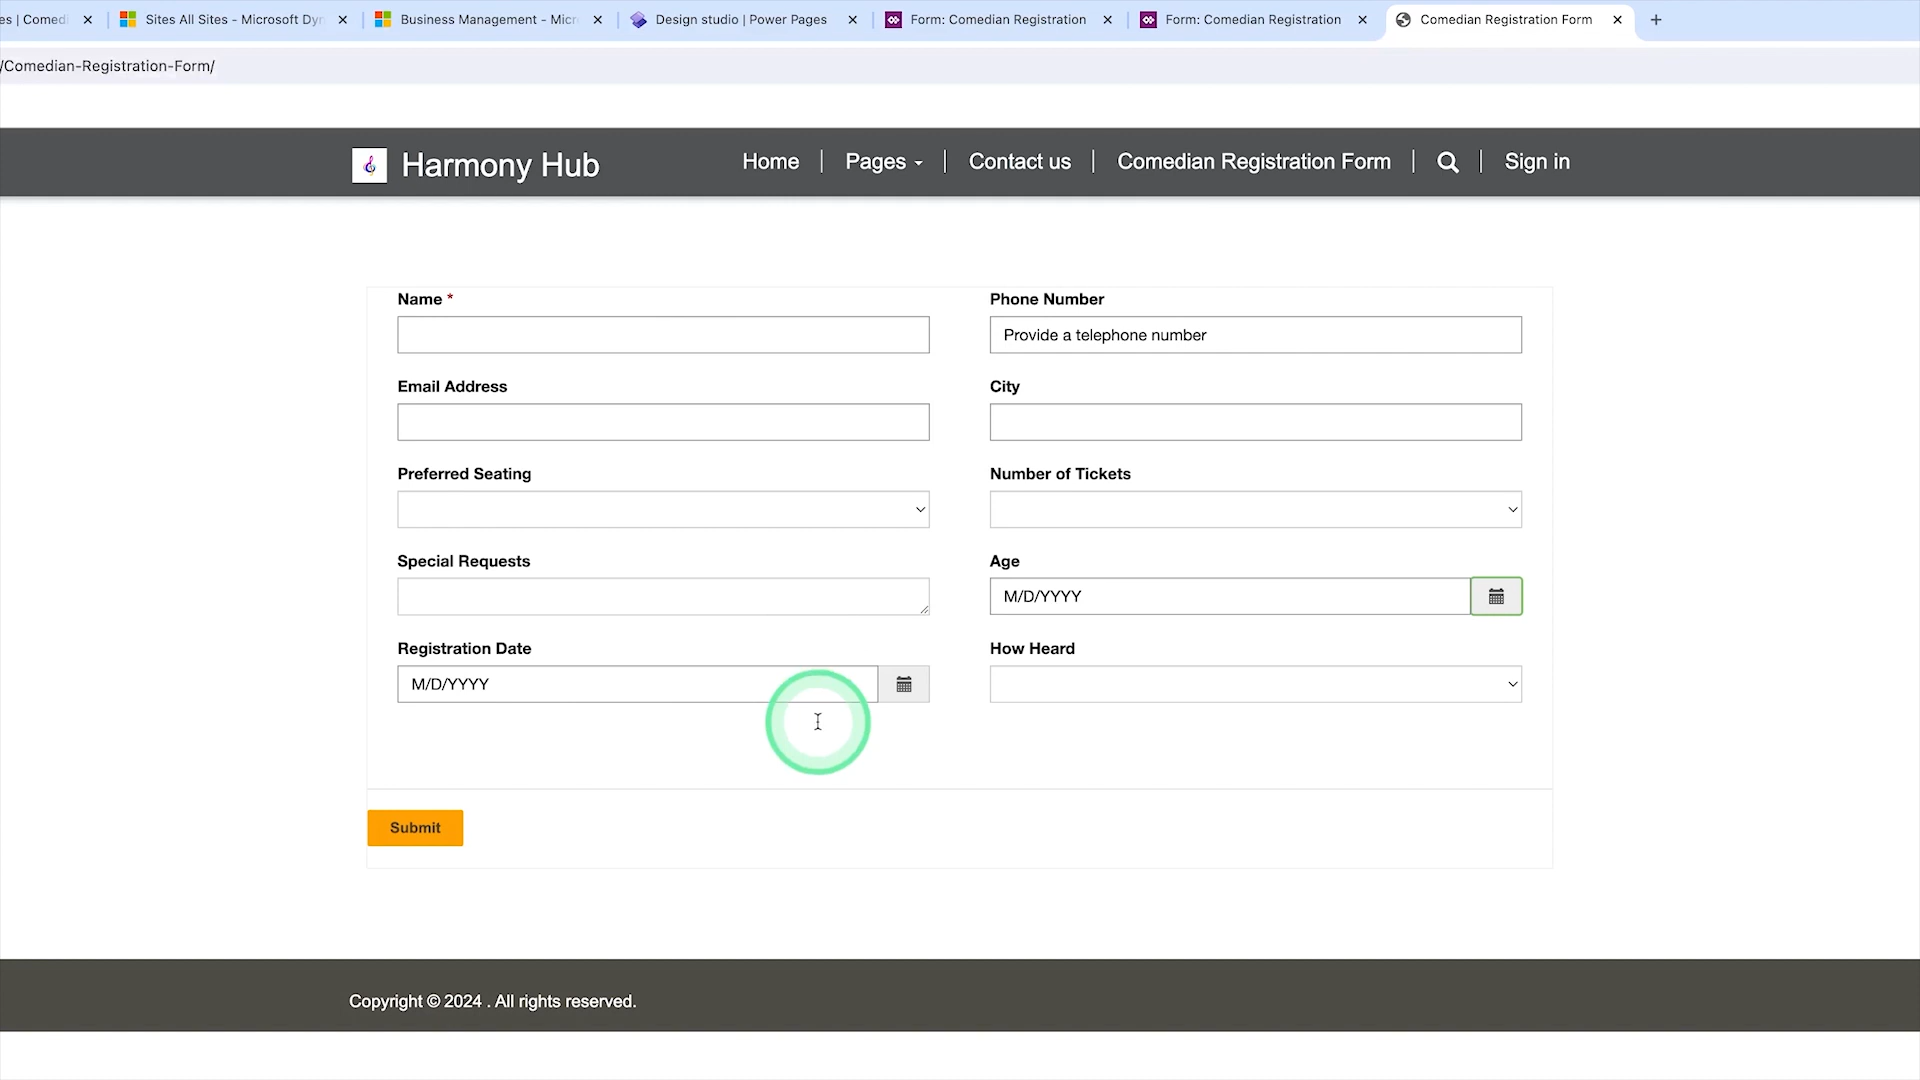 es | Comedi
Sites All Sites - Microsoft Dyn
Business Management - Micr
Design studio | Power Pages
Form: Comedian Registration
Form: Comedian Registration
Comedian Registration Form
/Comedian-Registration-Form/
Harmony Hub
Home
Pages
Contact us
Comedian Registration Form
Sign in
Name *
Phone Number
Provide a telephone number
Email Address
City
Preferred Seating
Number of Tickets
Special Requests
Age
M/D/YYYY
Registration Date
How Heard
M/D/YYYY
Submit
Copyright © 2024 . All rights reserved.